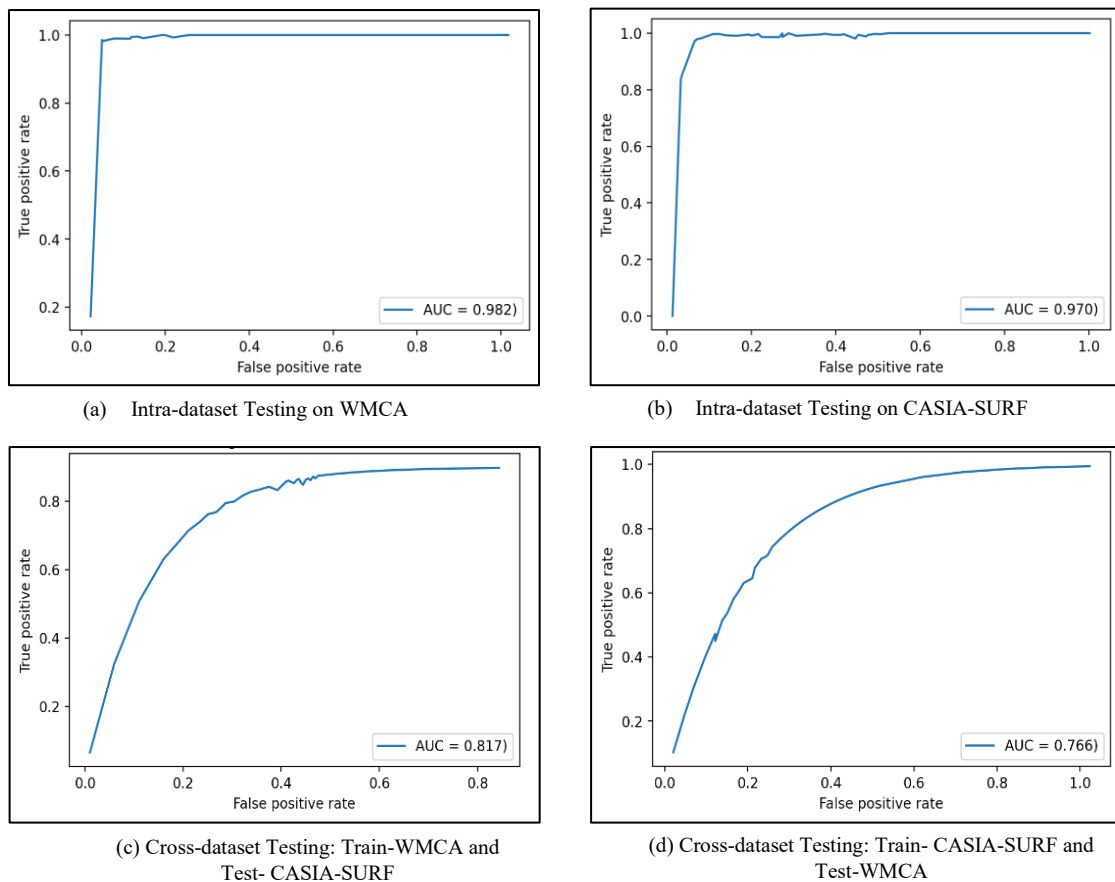 1.0
0.8
0.6
0.4
0.2
True positive rate
AUC = 0.982)
0.0 0.2 0.4 0.6 0.8 1.0
False positive rate
(a) Intra-dataset Testing on WMCA
1.0
0.8
0.6
0.4
0.2
0.0
True positive rate
AUC = 0.970)
0.0 0.2 0.4 0.6 0.8 1.0
False positive rate
(b) Intra-dataset Testing on CASIA-SURF
0.8
0.6
0.4
0.2
True positive rate
AUC = 0.817)
0.0 0.2 0.4 0.6 0.8
False positive rate
(c) Cross-dataset Testing: Train-WMCA and
Test- CASIA-SURF
1.0
0.8
0.6
0.4
0.2
True positive rate
AUC = 0.766)
0.0 0.2 0.4 0.6 0.8 1.0
False positive rate
(d) Cross-dataset Testing: Train- CASIA-SURF and
Test-WMCA